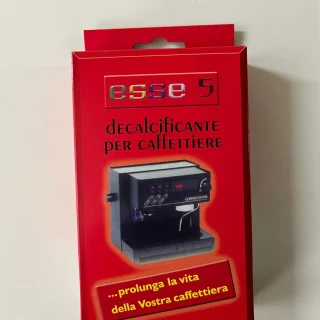 esse 5
decalcificante
per caffettiere
...prolunga la vita
della Vostra caffettiera